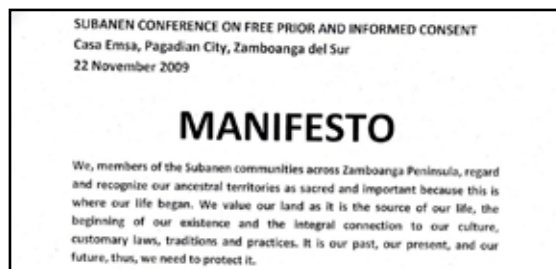 SUBANEN CONFERENCE ON FREE PRIOR AND INFORMED CONSENT
Casa Emsa, Pagadian City, Zamboanga del Sur
22 November 2009
MANIFESTO
We, members of the Subanen communities across Zamboanga Peninsula, regard
and recognize our ancestral territories as sacred and important because this is
where our life began. We value our land as it is the source of our life, the
beginning of our existence and the integral connection to our culture,
customary laws, traditions and practices. It is our past, our present, and our
future, thus, we need to protect it.